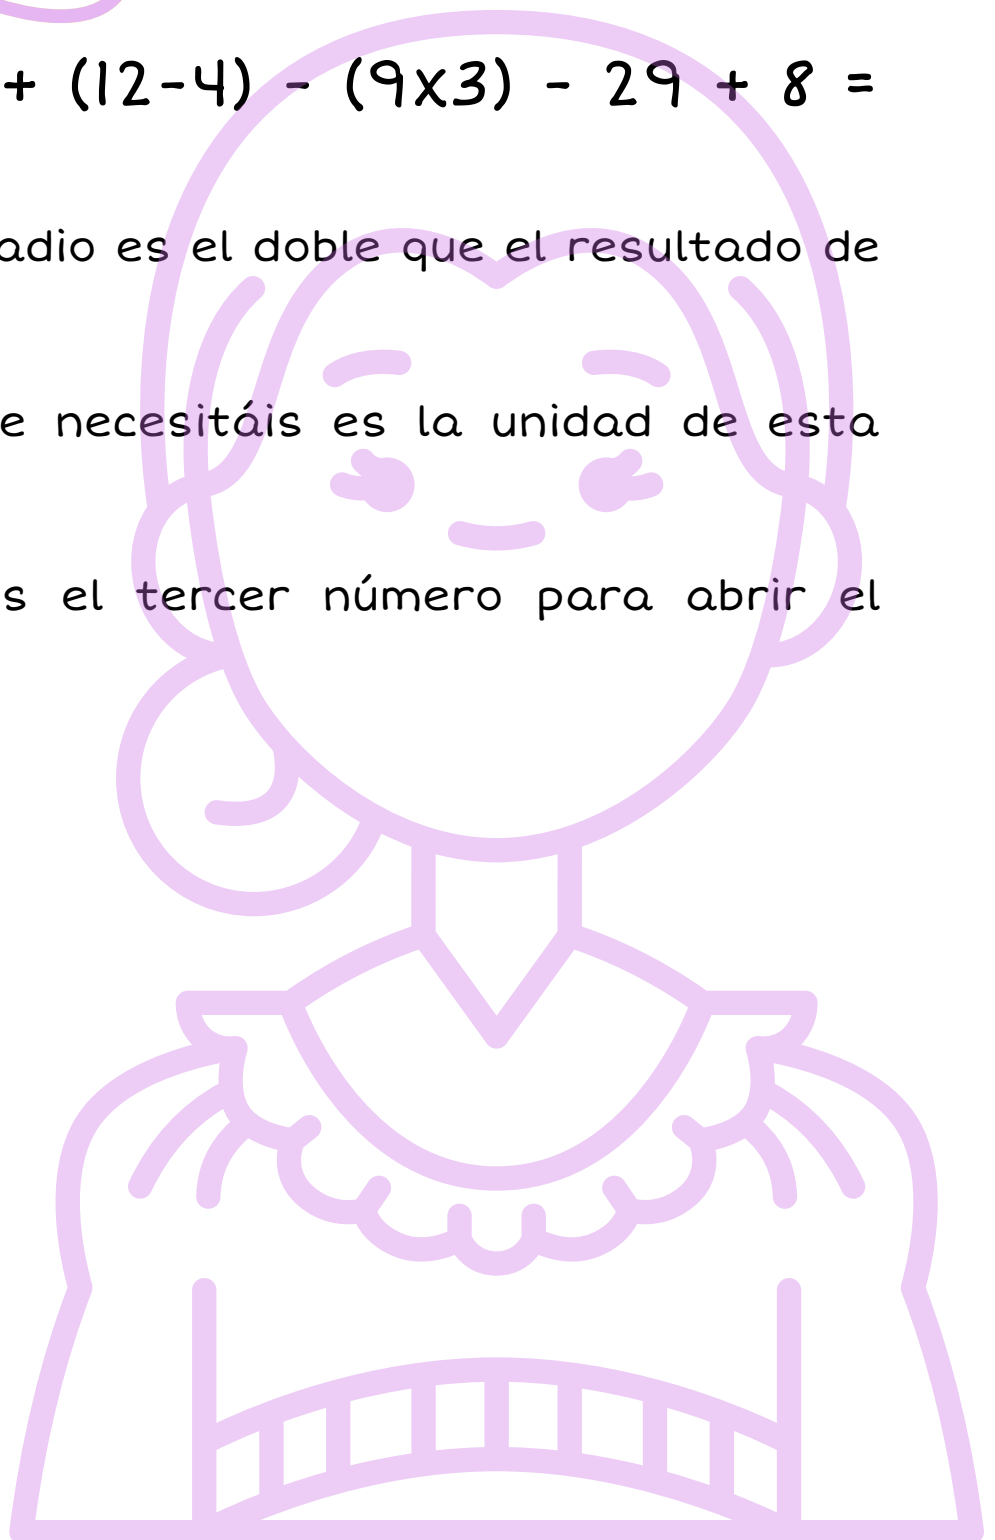 + (12-4) - (9x3) - 29 + 8 =
adio es el doble que el resultado de
e necesitáis es la unidad de esta
s el tercer número para abrir el